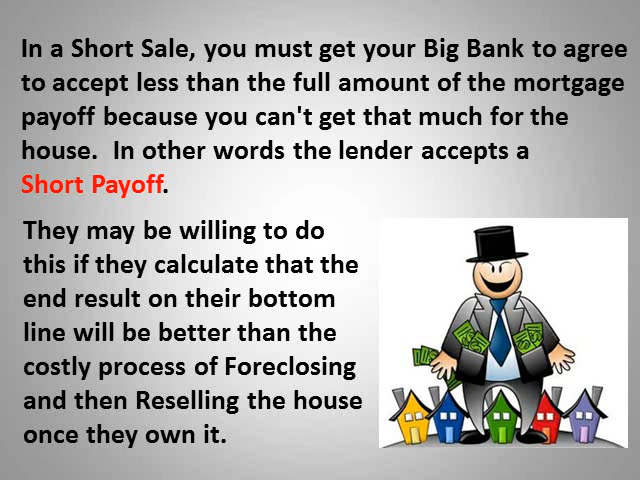 In a Short Sale, you must get your Big Bank to agree
to accept less than the full amount of the mortgage
payoff because you can't get that much for the
house.  In other words the lender accepts a
Short Payoff.
They may be willing to do
this if they calculate that the
end result on their bottom
line will be better than the
costly process of Foreclosing
and then Reselling the house
once they own it.